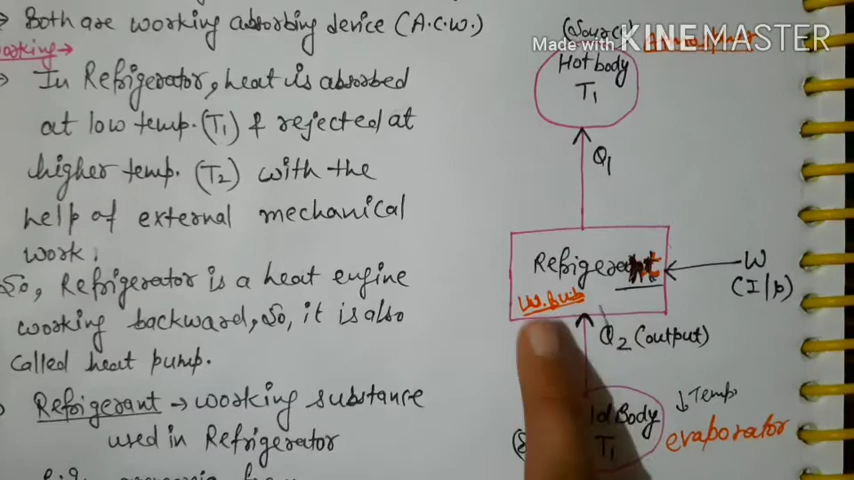 Both are working absorbing device (A.C.W.)
working →
In Refrigerator, heat is absorbed
at low temp. (T1) & rejected at
higher temp. (T2) with the
help of external mechanical
work.
So, Refrigerator is a heat engine
working backward, So, it is also
called heat pump.
Refrigerant → working substance
used in Refrigerator
e.g.
(Source)
Made with KINEMASTER
Hot body
T1
Q1
W
(I/p)
Q2 (output)
↓Temp
Body
T1
evaporator